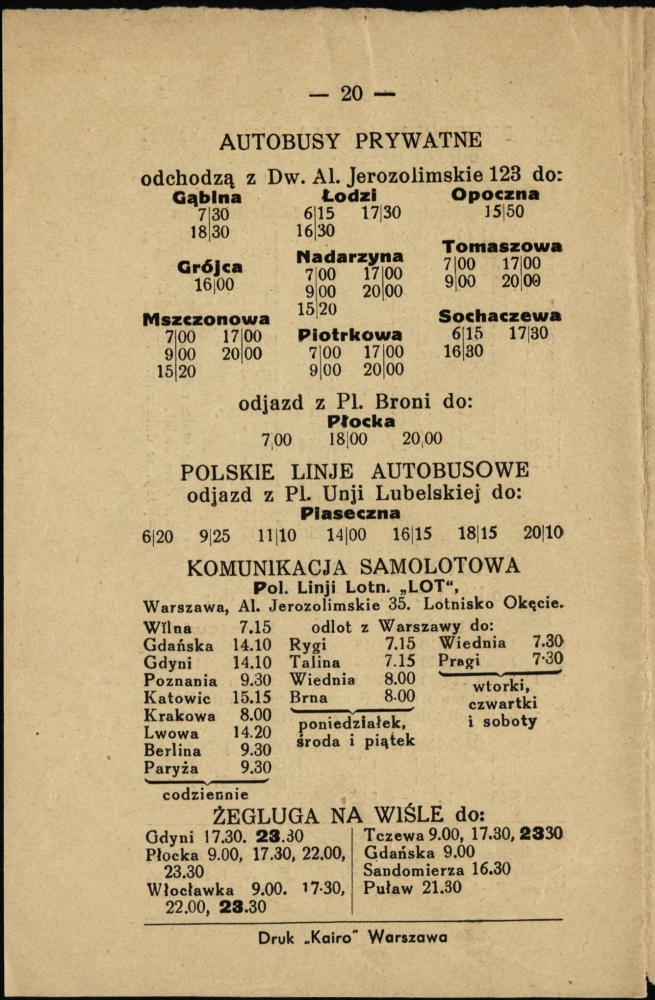 — 20 —
AUTOBUSY PRYWATNE
odchodzą z Dw. Al. Jerozolimskie 123 do:
Gąbina
7|30
18|30
Grójca
16|00
Mszczonowa
7|00 17|00
9|00 20|00
15|20
Łodzi
6|15 17|30
16|30
Nadarzyna
7|00 17|00
9|00 20|00
15|20
Piotrkowa
7|00 17|00
9|00 20|00
Opoczna
15|50
Tomaszowa
7|00 17|00
9|00 20|00
Sochaczewa
6|15 17|30
16|30
odjazd z Pl. Broni do:
Płocka
7,00 18|00 20,00
POLSKIE LINJE AUTOBUSOWE
odjazd z Pl. Unji Lubelskiej do:
Piaseczna
6|20 9|25 11|10 14|00 16|15 18|15 20|10
KOMUNIKACJA SAMOLOTOWA
Pol. Linji Lotn. „LOT“,
Warszawa, Al. Jerozolimskie 35. Lotnisko Okęcie.
odlot z Warszawy do:
Wilna 7.15
Gdańska 14.10
Gdyni 14.10
Poznania 9.30
Katowic 15.15
Krakowa 8.00
Lwowa 14.20
Berlina 9.30
Paryża 9.30
codziennie
Rygi 7.15
Talina 7.15
Wiednia 8.00
Brna 8.00
poniedziałek,
środa i piątek
Wiednia 7.30
Pragi 7·30
wtorki,
czwartki
i soboty
ŻEGLUGA NA WIŚLE do:
Gdyni 17.30. 23.30
Płocka 9.00, 17.30, 22.00,
23.30
Włocławka 9.00. 17·30,
22.00, 23.30
Tczewa 9.00, 17.30, 2330
Gdańska 9.00
Sandomierza 16.30
Puław 21.30
Druk „Kairo” Warszawa